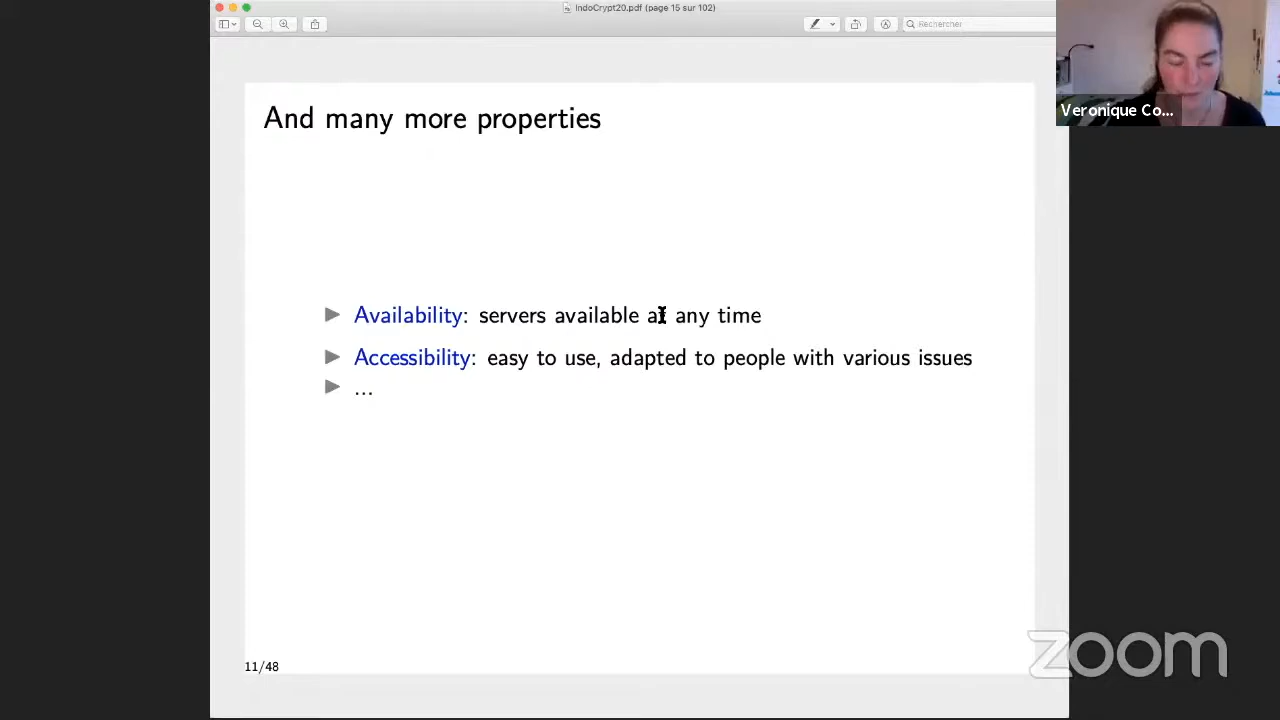 IndoCrypt20.pdf (page 15 sur 102)
Rechercher
And many more properties
Veronique Co...
Availability: servers available at any time
Accessibility: easy to use, adapted to people with various issues
...
11/48
zoom